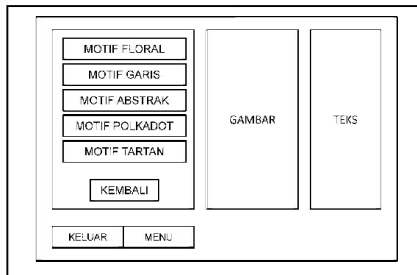 MOTIF FLORAL
MOTIF GARIS
MOTIF ABSTRAK
MOTIF POLKADOT
MOTIF TARTAN
KEMBALI
GAMBAR
TEKS
KELUAR
MENU